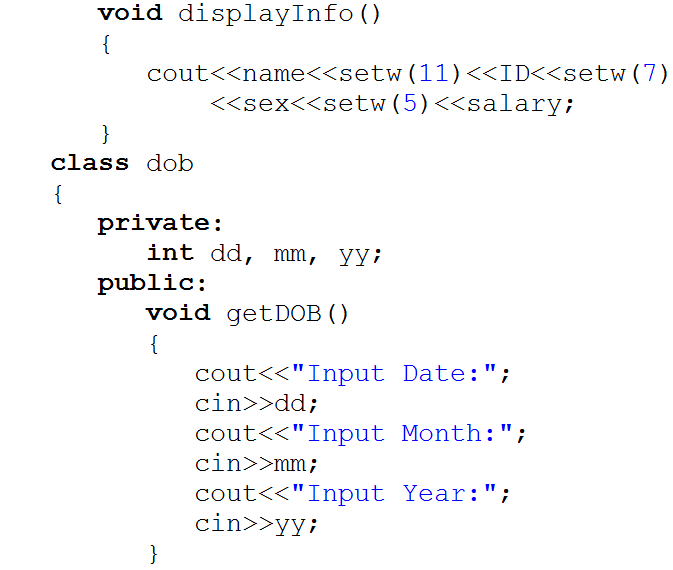 void displayInfo()
{
cout<<name<<setw(11)<<ID<<setw(7)
<<sex<<setw(5)<<salary;
}
class dob
{
private:
int dd, mm, yy;
public:
void getDOB()
{
cout<<"Input Date:";
cin>>dd;
cout<<"Input Month:";
cin>>mm;
cout<<"Input Year:";
cin>>yy;
}